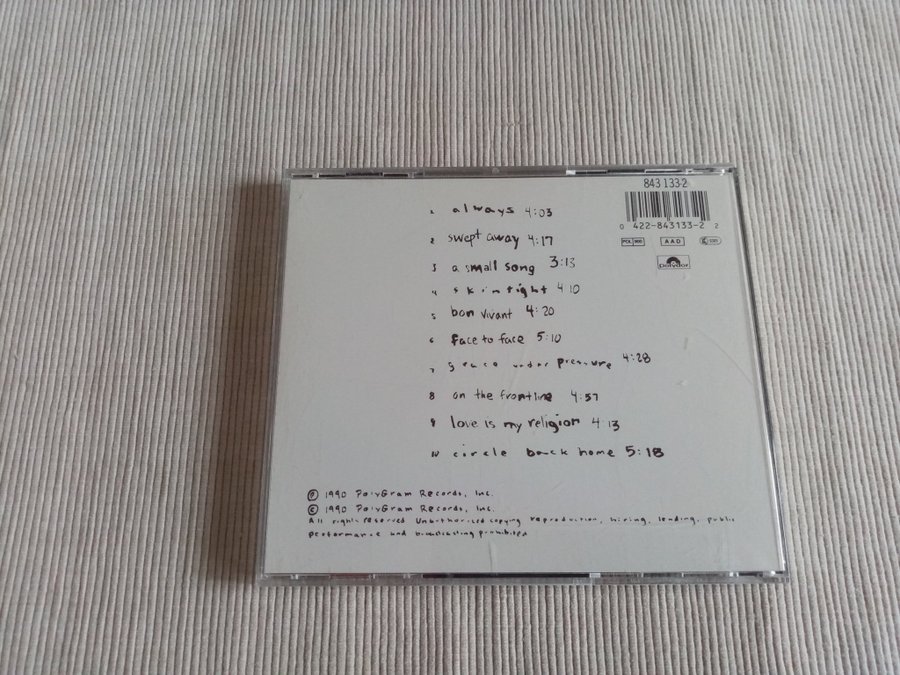 843 133-2
0 422-843133-2 2
POL 900 AAD
polydor
1 always 4:03
2 swept away 4:17
3 a small song 3:13
4 skintight 4:10
5 bon vivant 4:20
6 face to face 5:10
7 grace under pressure 4:28
8 on the frontline 4:57
9 love is my religion 4:13
10 circle back home 5:18
℗ 1990 PolyGram Records, Inc.
© 1990 PolyGram Records, Inc.
All rights reserved Unauthorized copying reproduction, hiring, lending, public
performance and broadcasting prohibited